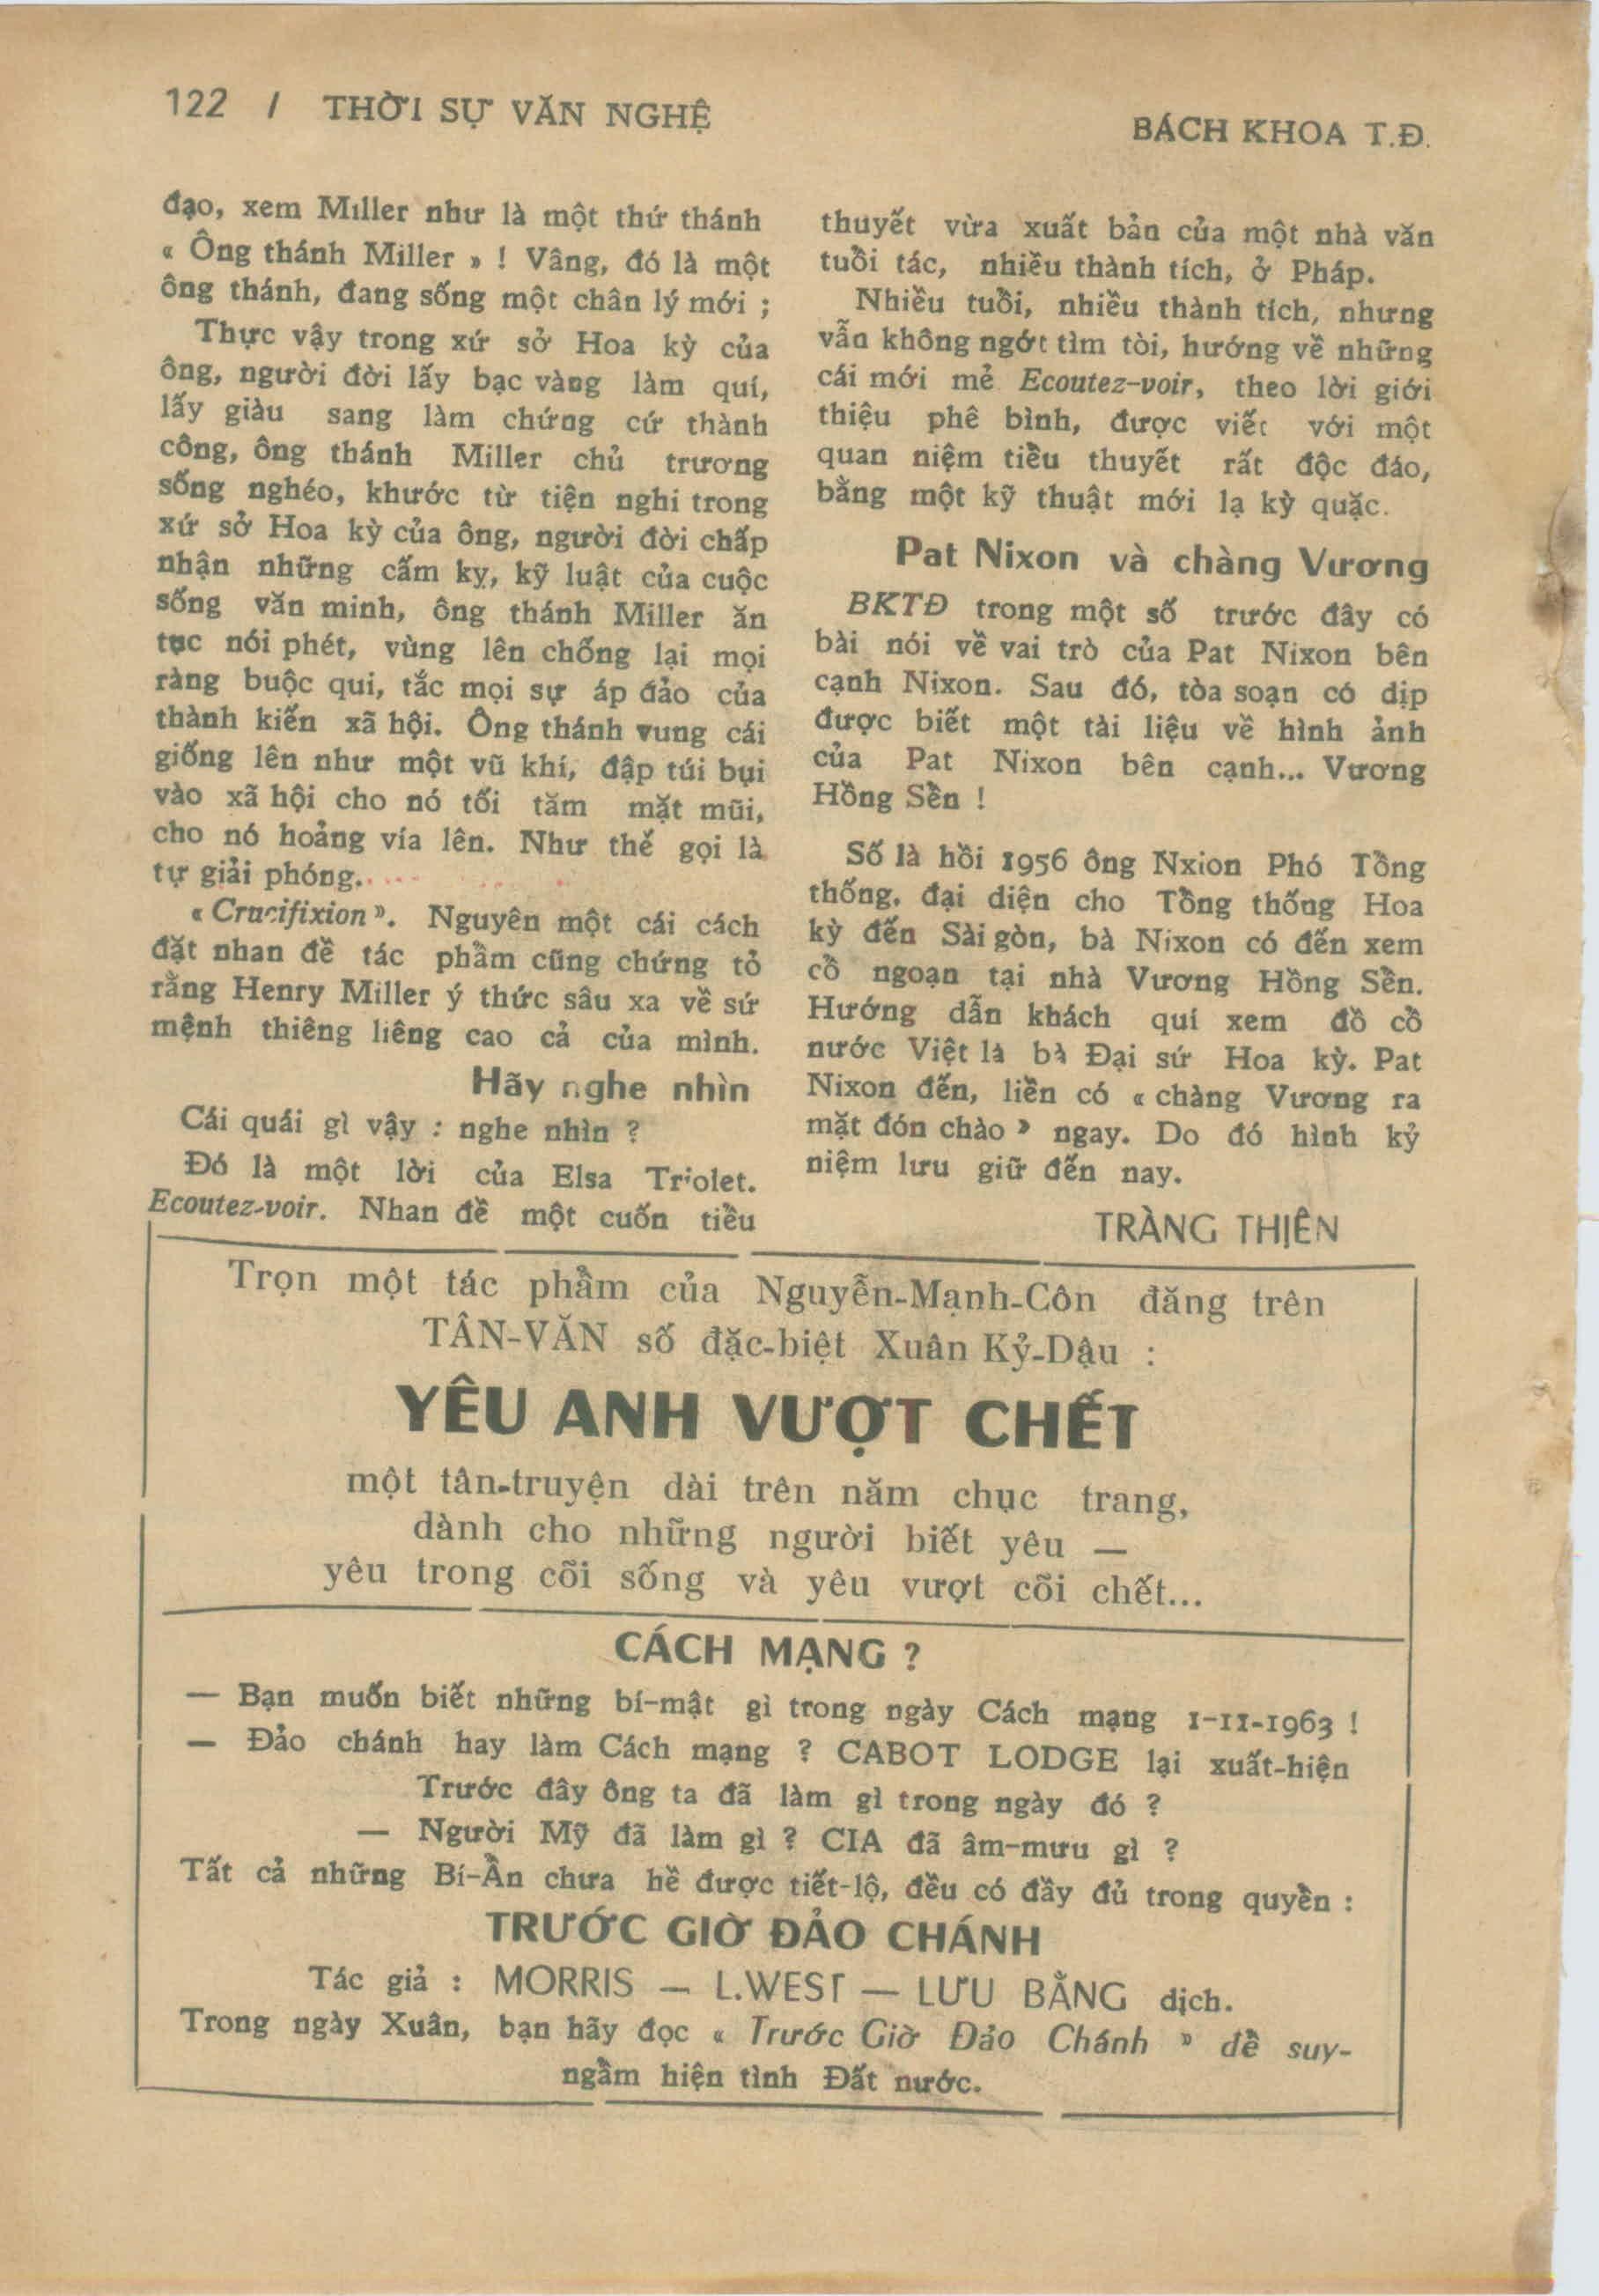 122 / THỜI SỰ VĂN NGHỆ
BÁCH KHOA T.Đ.
đạo, xem Miller như là một thứ thánh
« Ông thánh Miller » ! Vâng, đó là một
ông thánh, đang sống một chân lý mới ;
Thực vậy trong xứ sở Hoa kỳ của
ông, người đời lấy bạc vàng làm quí,
lấy giàu sang làm chứng cứ thành
công, ông thánh Miller chủ trương
sống nghéo, khước từ tiện nghi trong
xứ sở Hoa kỳ của ông, người đời chấp
nhận những cấm kỵ, kỹ luật của cuộc
sống văn minh, ông thánh Miller ăn
tục nói phét, vùng lên chống lại mọi
ràng buộc qui, tắc mọi sự áp đảo của
thành kiến xã hội. Ông thánh vung cái
giống lên như một vũ khí, đập túi bụi
vào xã hội cho nó tối tăm mặt mũi,
cho nó hoảng vía lên. Như thế gọi là
tự giải phóng.
« Crucifixion ». Nguyên một cái cách
đặt nhan đề tác phẩm cũng chứng tỏ
rằng Henry Miller ý thức sâu xa về sứ
mệnh thiêng liêng cao cả của mình.
Hãy nghe nhìn
Cái quái gì vậy : nghe nhìn ?
Đó là một lời của Elsa Triolet.
Ecoutez-voir. Nhan đề một cuốn tiểu
thuyết vừa xuất bản của một nhà văn
tuổi tác, nhiều thành tích, ở Pháp.
Nhiều tuổi, nhiều thành tích, nhưng
vẫn không ngớt tìm tòi, hướng về những
cái mới mẻ Ecoutez-voir, theo lời giới
thiệu phê bình, được viết với một
quan niệm tiểu thuyết rất độc đáo,
bằng một kỹ thuật mới lạ kỳ quặc.
Pat Nixon và chàng Vương
BKTĐ trong một số trước đây có
bài nói về vai trò của Pat Nixon bên
cạnh Nixon. Sau đó, tòa soạn có dịp
được biết một tài liệu về hình ảnh
của Pat Nixon bên cạnh... Vương
Hồng Sển !
Số là hồi 1956 ông Nxion Phó Tổng
thống, đại diện cho Tổng thống Hoa
kỳ đến Sài gòn, bà Nixon có đến xem
cổ ngoạn tại nhà Vương Hồng Sển.
Hướng dẫn khách quí xem đồ cổ
nước Việt là bà Đại sứ Hoa kỳ. Pat
Nixon đến, liền có « chàng Vương ra
mặt đón chào » ngay. Do đó hình kỷ
niệm lưu giữ đến nay.
TRÀNG THIÊN
Trọn một tác phẩm của Nguyễn-Mạnh-Côn đăng trên
TÂN-VĂN số đặc-biệt Xuân Kỷ-Dậu :
YÊU ANH VƯỢT CHẾT
một tân-truyện dài trên năm chục trang,
dành cho những người biết yêu —
yêu trong cõi sống và yêu vượt cõi chết...
CÁCH MẠNG ?
— Bạn muốn biết những bí-mật gì trong ngày Cách mạng 1-11-1963 !
— Đảo chánh hay làm Cách mạng ? CABOT LODGE lại xuất-hiện
Trước đây ông ta đã làm gì trong ngày đó ?
— Người Mỹ đã làm gì ? CIA đã âm-mưu gì ?
Tất cả những Bí-Ẩn chưa hề được tiết-lộ, đều có đầy đủ trong quyển :
TRƯỚC GIỜ ĐẢO CHÁNH
Tác giả : MORRIS — L.WEST — LƯU BẰNG dịch.
Trong ngày Xuân, bạn hãy đọc « Trước Giờ Đảo Chánh » để suy-
ngầm hiện tình Đất nước.